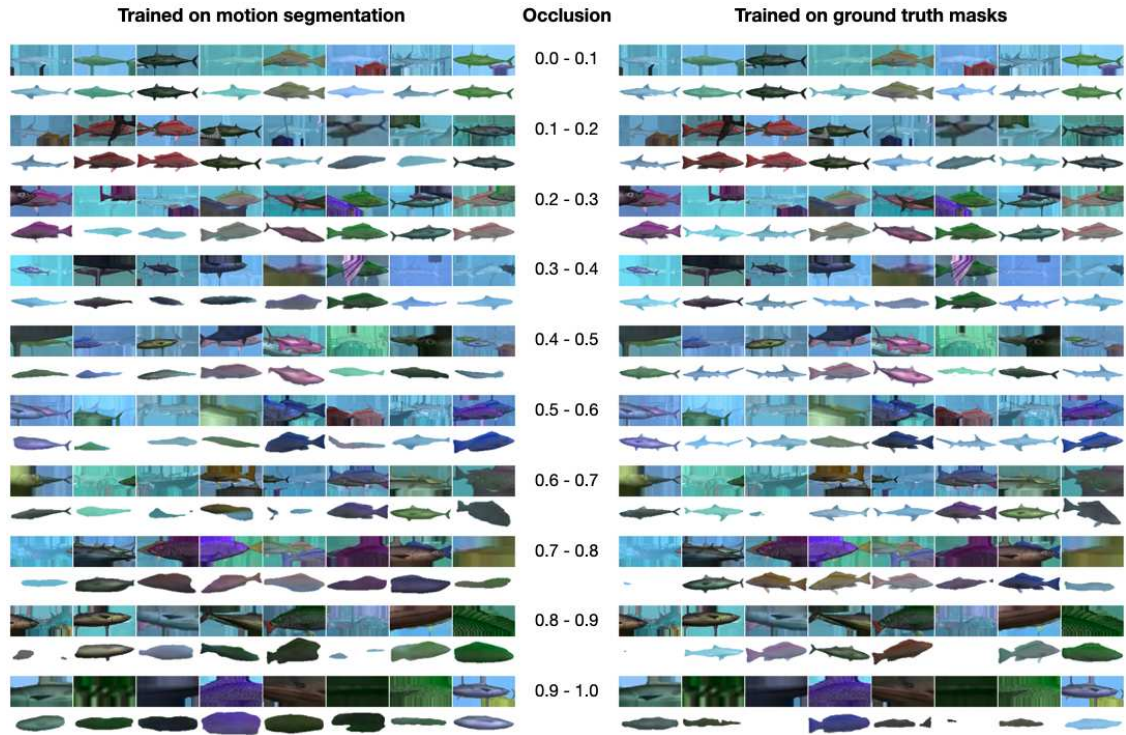 Trained on motion segmentation Occlusion Trained on ground truth masks
0.0 - 0.1
0.1 - 0.2
0.2 - 0.3
0.3 - 0.4
0.4 - 0.5
0.5 - 0.6
0.6 - 0.7
0.7 - 0.8
0.8 - 0.9
0.9 - 1.0